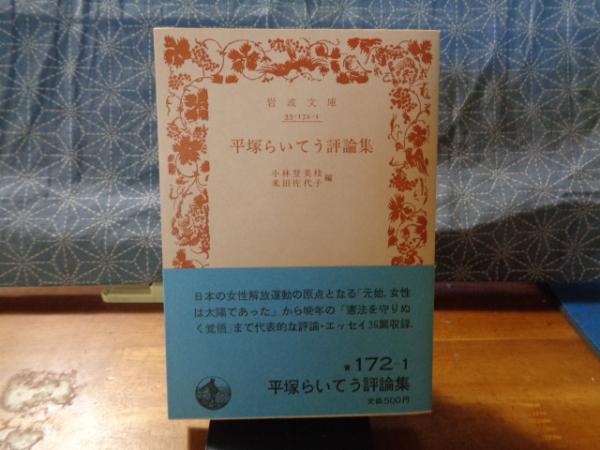 岩波文庫
33-172-1
平塚らいてう評論集
小林登美枝
米田佐代子 編
日本の女性解放運動の原点となる「元始、女性
は太陽であった」から晩年の「憲法を守りぬ
く覚悟」まで代表的な評論・エッセイ36篇収録.
青172-1
平塚らいてう評論集
定価500円